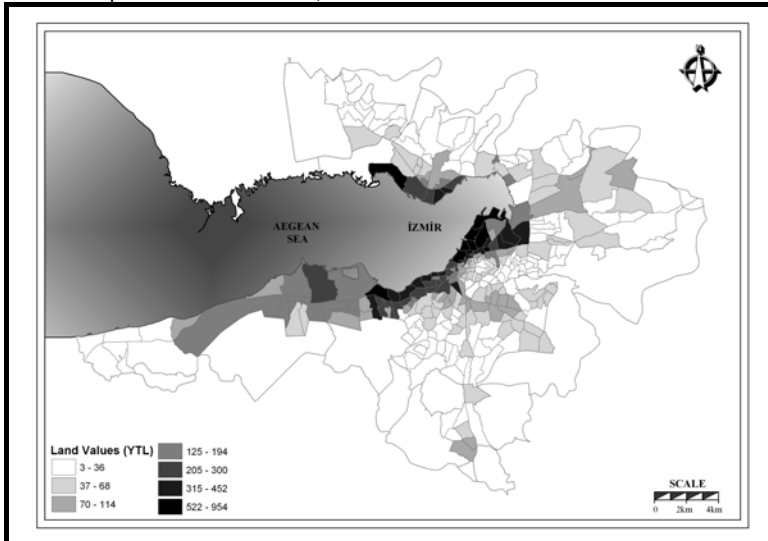 AEGEAN
SEA
İZMİR
Land Values (YTL)
3 - 36
37 - 68
70 - 114
125 - 194
205 - 300
315 - 452
522 - 954
SCALE
0 2km 4km